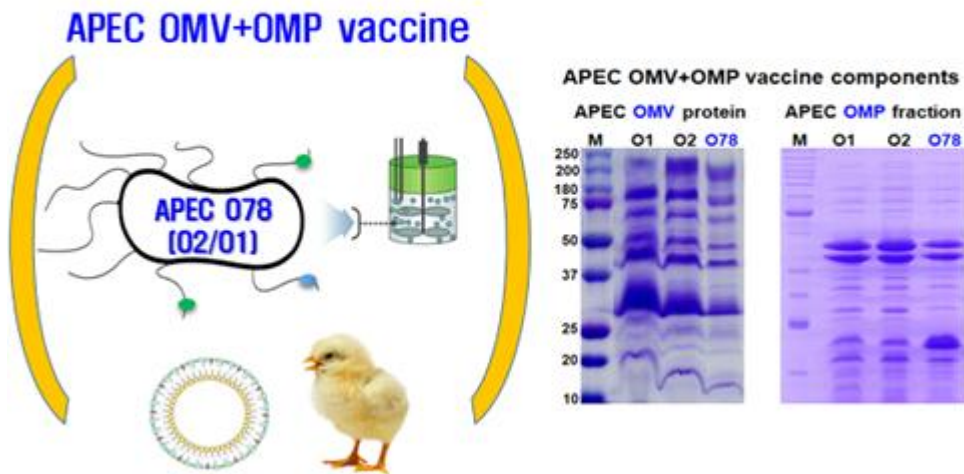 APEC OMV+OMP vaccine
APEC O78
(O2/O1)
APEC OMV+OMP vaccine components
APEC OMV protein
APEC OMP fraction
M O1 O2 O78
M O1 O2 O78
250
200
180
75
50
37
25
20
10